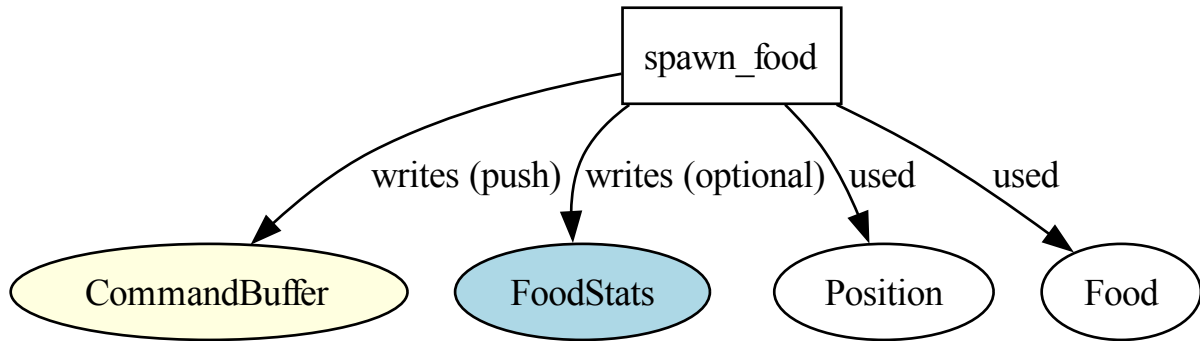 spawn_food
writes (push)
writes (optional)
used
used
CommandBuffer
FoodStats
Position
Food